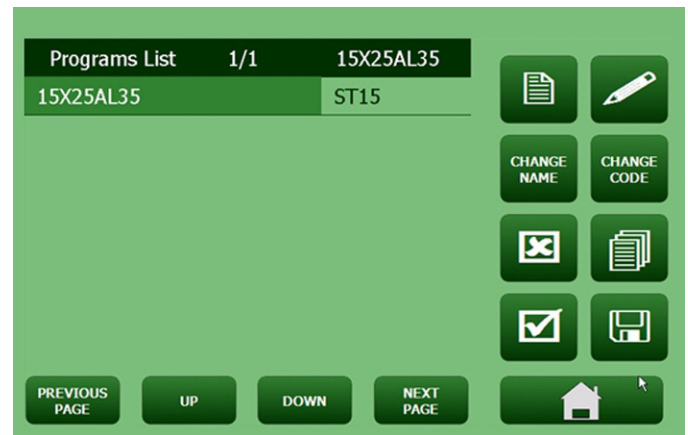 Programs List 1/1 15X25AL35
15X25AL35 ST15
CHANGE
NAME
CHANGE
CODE
PREVIOUS
PAGE
UP
DOWN
NEXT
PAGE